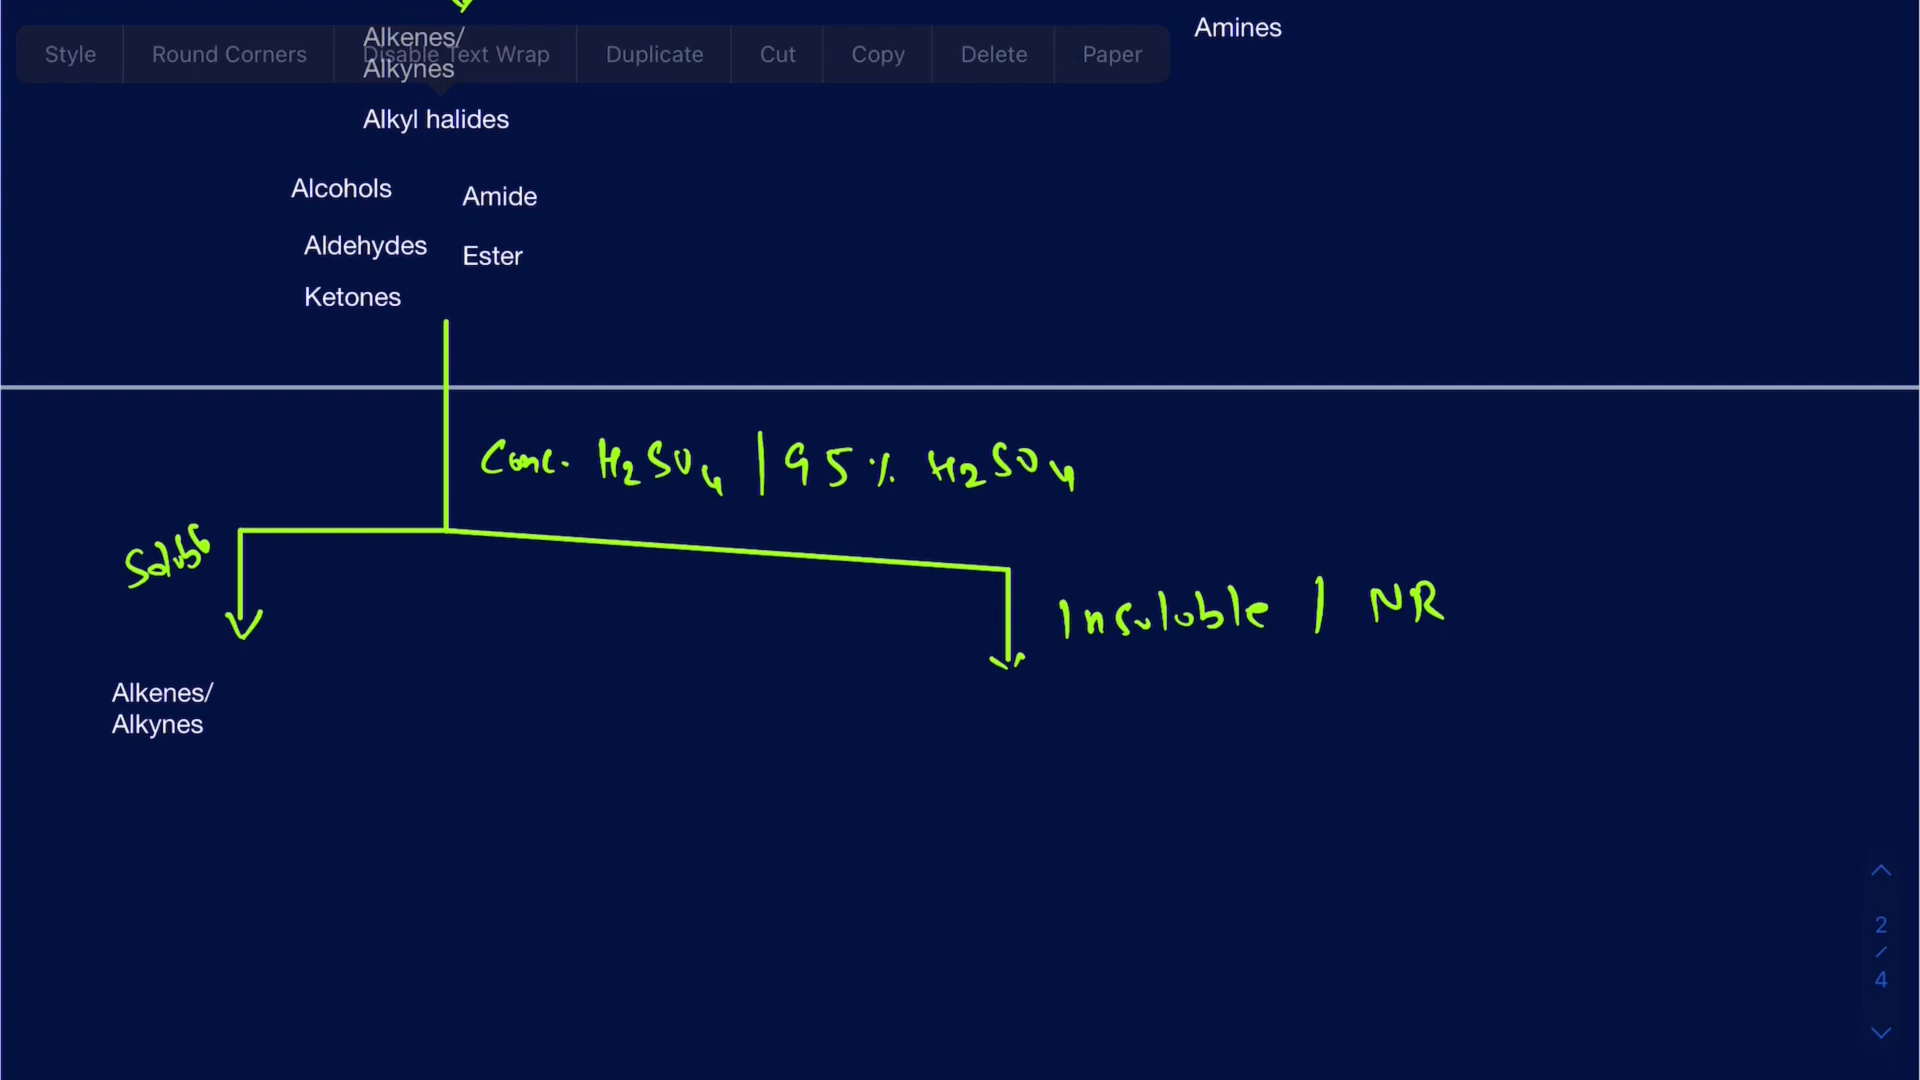 Amines
Style Round Corners Disable Text Wrap Duplicate Cut Copy Delete Paper
Alkenes/
Alkynes
Alkyl halides
Alcohols
Amide
Aldehydes
Ester
Ketones
Conc. H₂SO₄ | 95% H₂SO₄
Insoluble | NR
Alkenes/
Alkynes
2
/
4